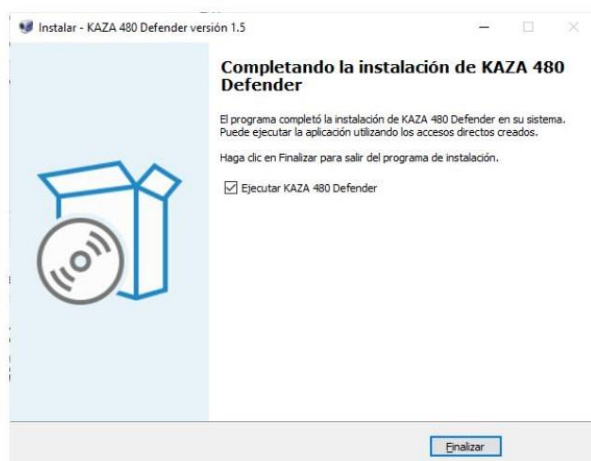 Instalar - KAZA 480 Defender versión 1.5
Completando la instalación de KAZA 480
Defender
El programa completó la instalación de KAZA 480 Defender en su sistema.
Puede ejecutar la aplicación utilizando los accesos directos creados.
Haga clic en Finalizar para salir del programa de instalación.
Ejecutar KAZA 480 Defender
Finalizar